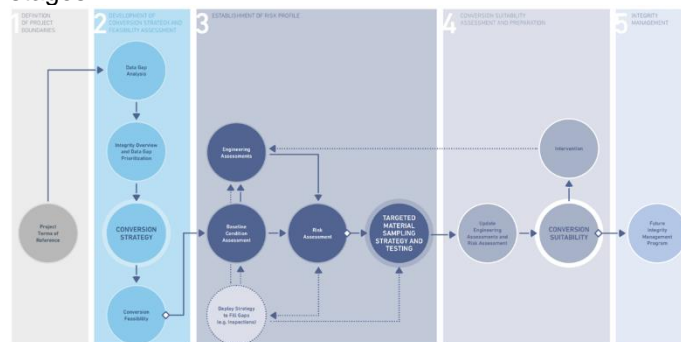 stages
1 DEFINITION
OF PROJECT
BOUNDARIES
2 DEVELOPMENT OF
CONVERSION STRATEGY AND
FEASIBILITY ASSESSMENT
3 ESTABLISHMENT OF RISK PROFILE
4 CONVERSION SUITABILITY
ASSESSMENT AND PREPARATION
5 INTEGRITY
MANAGEMENT
Data Gap
Analysis
Integrity Overview
and Data Gap
Prioritization
Engineering
Assessments
Intervention
Project
Terms of
Reference
CONVERSION
STRATEGY
Baseline
Condition
Assessment
Risk
Assessment
TARGETED
MATERIAL
SAMPLING
STRATEGY AND
TESTING
Update
Engineering
Assessments and
Risk Assessment
CONVERSION
SUITABILITY
Future
Integrity
Management
Program
Conversion
Feasibility
Deploy Strategy
to Fill Gaps
(e.g. Inspections)